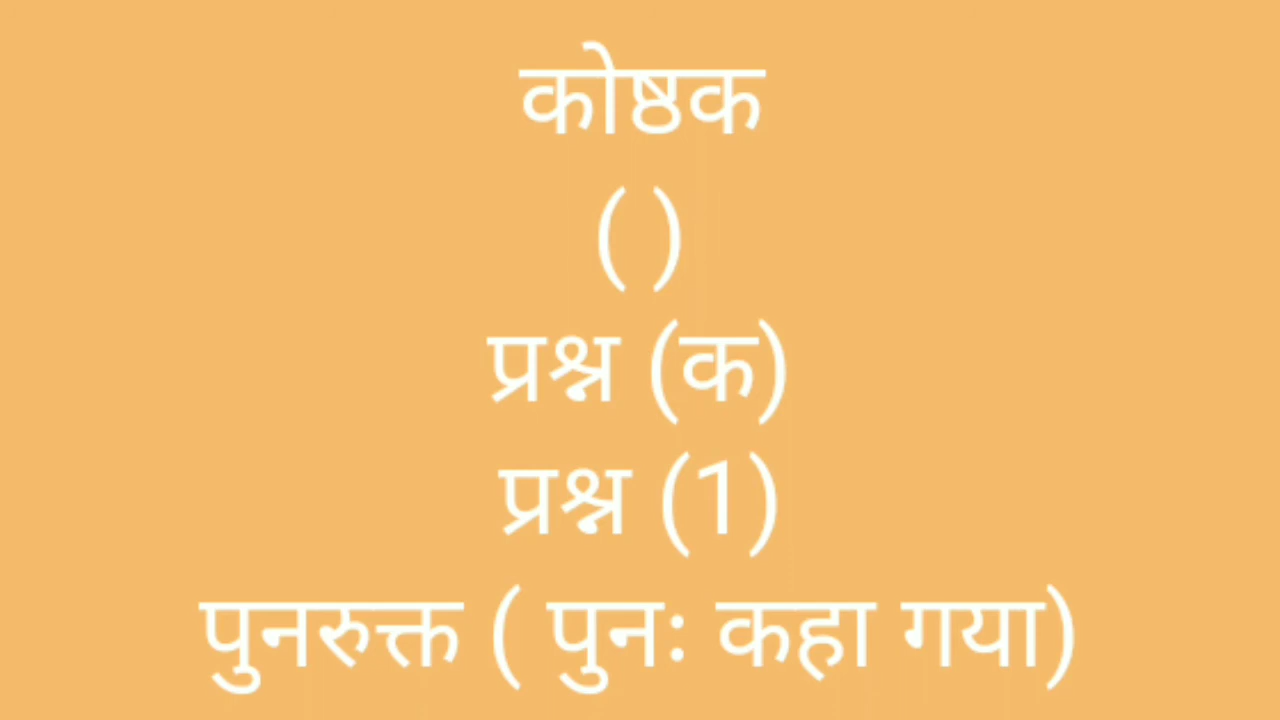 कोष्ठक
( )
प्रश्न (क)
प्रश्न (1)
पुनरुक्त ( पुनः कहा गया)